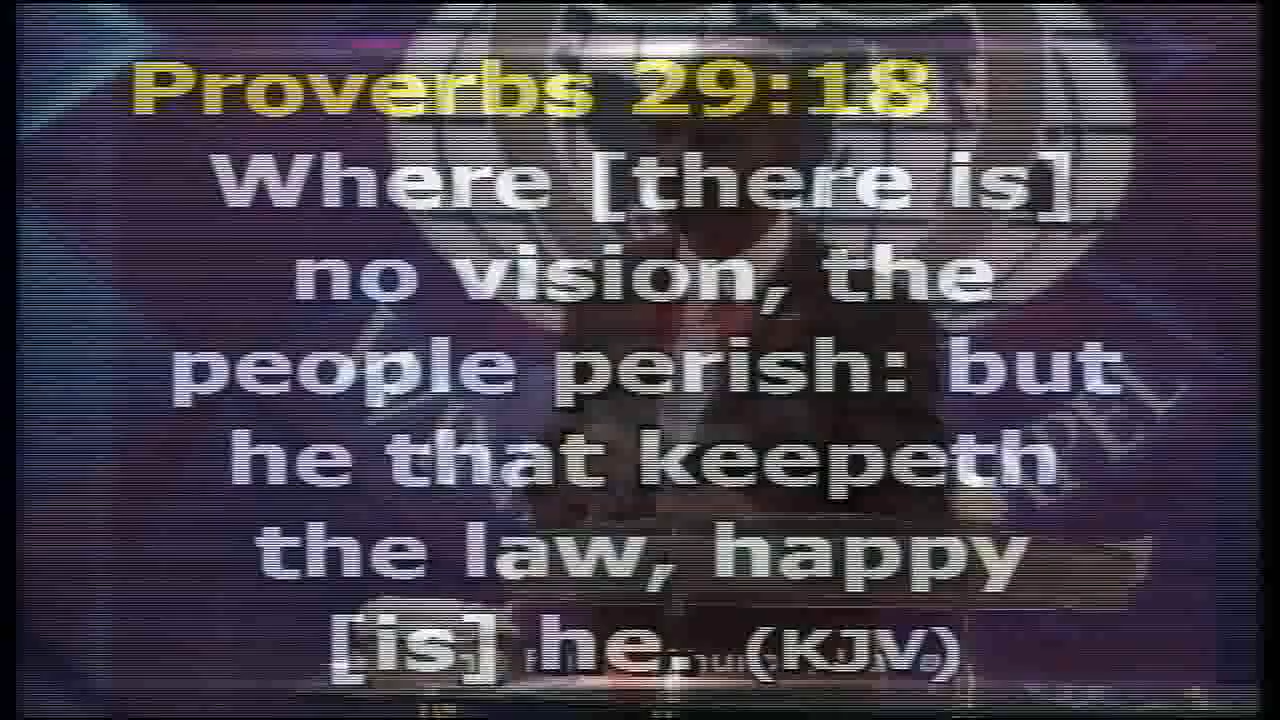 Proverbs 29:18
Where [there is]
no vision, the
people perish: but
he that keepeth
the law, happy
[is] he. (KJV)